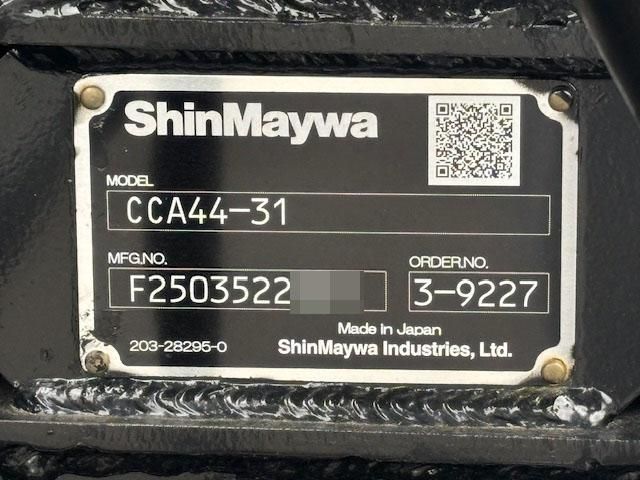 ShinMaywa
MODEL
CCA44-31
MFG.NO.
F2503522
ORDER.NO.
3-9227
Made in Japan
203-28295-0
ShinMaywa Industries, Ltd.